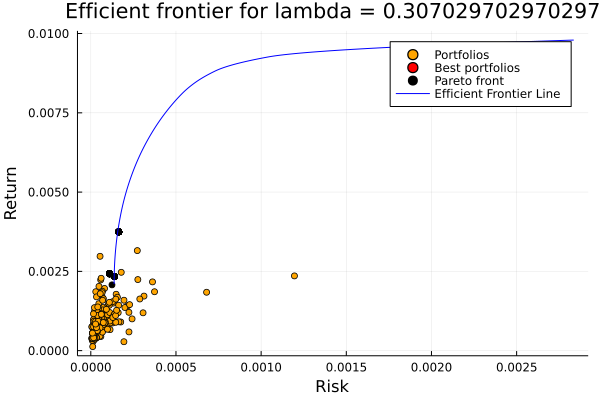 Efficient frontier for lambda = 0.307029702970297
0.0100
0.0075
0.0050
0.0025
0.0000
Return
Portfolios
Best portfolios
Pareto front
Efficient Frontier Line
0.0000 0.0005 0.0010 0.0015 0.0020 0.0025
Risk